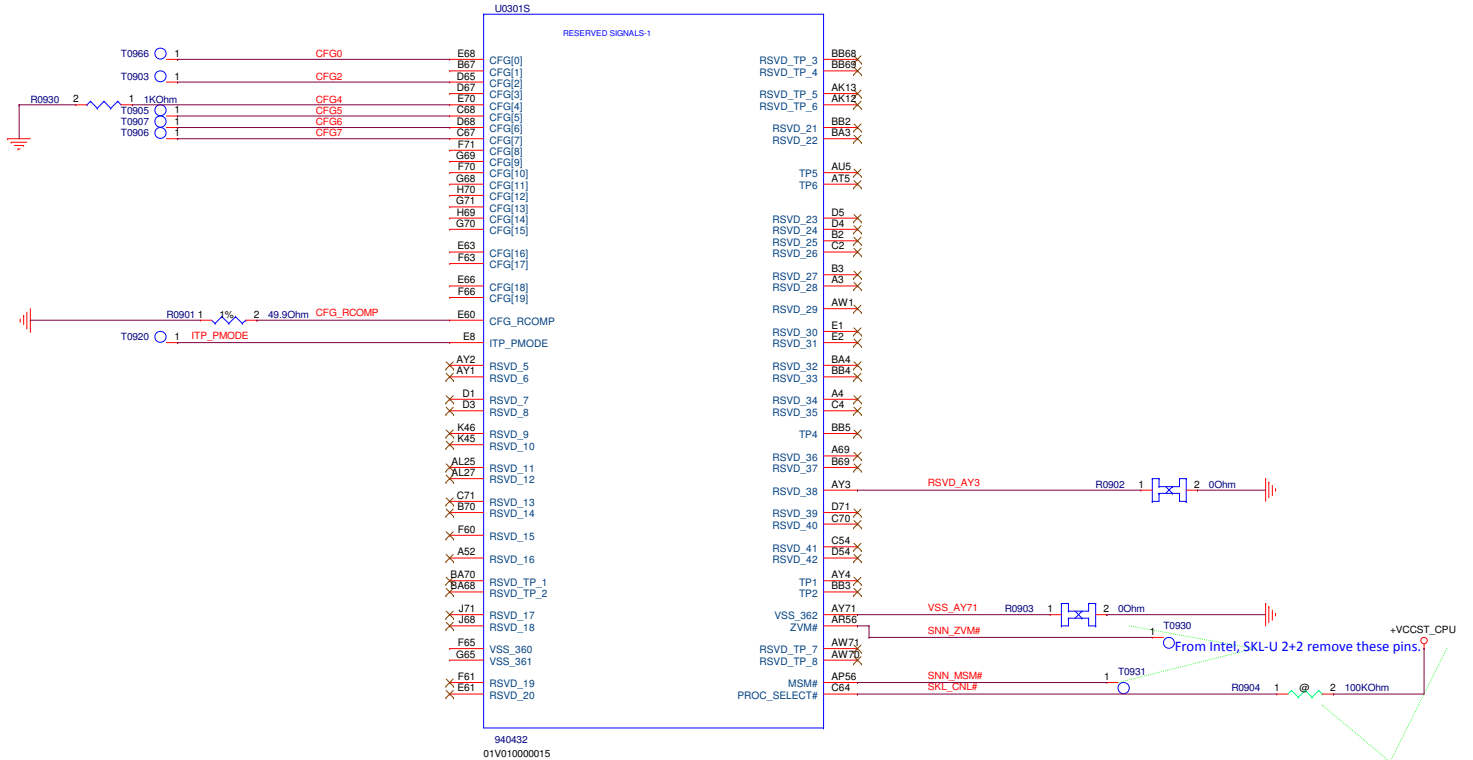 U0301S
RESERVED SIGNALS-1
T0966 1 CFG0 E68 CFG[0]
B67 CFG[1]
T0903 1 CFG2 D65 CFG[2]
D67 CFG[3]
R0930 2 1 1KOhm CFG4 E70 CFG[4]
T0905 1 CFG5 C68 CFG[5]
T0907 1 CFG6 D68 CFG[6]
T0906 1 CFG7 C67 CFG[7]
F71 CFG[8]
G69 CFG[9]
F70 CFG[10]
G68 CFG[11]
H70 CFG[12]
G71 CFG[13]
H69 CFG[14]
G70 CFG[15]
E63 CFG[16]
F63 CFG[17]
E66 CFG[18]
F66 CFG[19]
R0901 1 1% 2 49.9Ohm CFG_RCOMP E60 CFG_RCOMP
T0920 1 ITP_PMODE E8 ITP_PMODE
AY2 RSVD_5
AY1 RSVD_6
D1 RSVD_7
D3 RSVD_8
K46 RSVD_9
K45 RSVD_10
AL25 RSVD_11
AL27 RSVD_12
C71 RSVD_13
B70 RSVD_14
F60 RSVD_15
A52 RSVD_16
BA70 RSVD_TP_1
BA68 RSVD_TP_2
J71 RSVD_17
J68 RSVD_18
F65 VSS_360
G65 VSS_361
F61 RSVD_19
E61 RSVD_20
RSVD_TP_3 BB68
RSVD_TP_4 BB69
RSVD_TP_5 AK13
RSVD_TP_6 AK12
RSVD_21 BB2
RSVD_22 BA3
TP5 AU5
TP6 AT5
RSVD_23 D5
RSVD_24 D4
RSVD_25 B2
RSVD_26 C2
RSVD_27 B3
RSVD_28 A3
RSVD_29 AW1
RSVD_30 E1
RSVD_31 E2
RSVD_32 BA4
RSVD_33 BB4
RSVD_34 A4
RSVD_35 C4
TP4 BB5
RSVD_36 A69
RSVD_37 B69
RSVD_38 AY3 RSVD_AY3 R0902 1 2 0Ohm
RSVD_39 D71
RSVD_40 C70
RSVD_41 C54
RSVD_42 D54
TP1 AY4
TP2 BB3
VSS_362 AY71 VSS_AY71 R0903 1 2 0Ohm
ZVM# AR56 SNN_ZVM# 1 T0930
From Intel, SKL-U 2+2 remove these pins.
+VCCST_CPU
RSVD_TP_7 AW71
RSVD_TP_8 AW70
MSM# AP56 SNN_MSM# 1 T0931
PROC_SELECT# C64 SKL_CNL# R0904 1 @ 2 100KOhm
940432
01V010000015